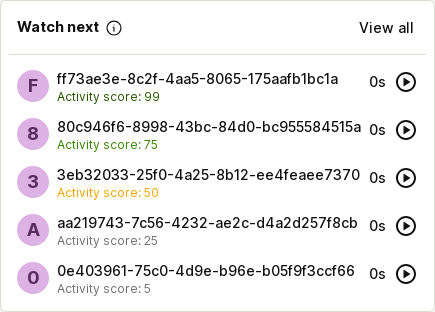 Watch next View all
F ff73ae3e-8c2f-4aa5-8065-175aafb1bc1a 0s
Activity score: 99
8 80c946f6-8998-43bc-84d0-bc955584515a 0s
Activity score: 75
3 3eb32033-25f0-4a25-8b12-ee4feaee7370 0s
Activity score: 50
A aa219743-7c56-4232-ae2c-d4a2d257f8cb 0s
Activity score: 25
0 0e403961-75c0-4d9e-b96e-b05f9f3ccf66 0s
Activity score: 5